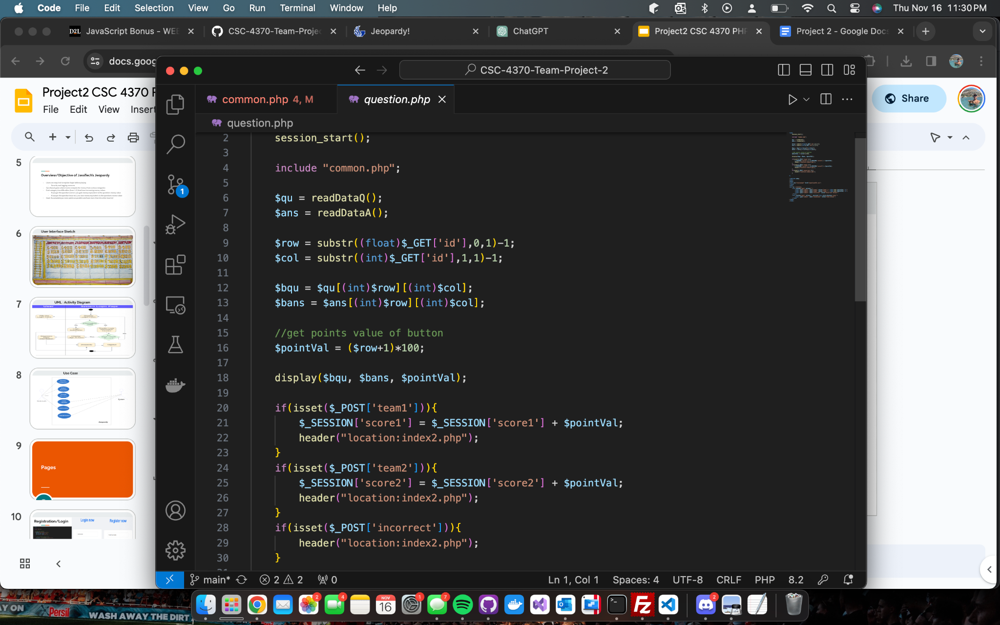 Code File Edit Selection View Go Run Terminal Window Help
Thu Nov 16 11:30 PM
JavaScript Bonus - WEE
CSC-4370-Team-Projec
Jeopardy!
ChatGPT
Project2 CSC 4370 PHP
Project 2 - Google Docs
docs.goog
CSC-4370-Team-Project-2
Project2 CSC 4370 P
File Edit View Insert
Share
common.php 4, M
question.php
question.php
2 session_start();
3
4 include "common.php";
5
6 $qu = readDataQ();
7 $ans = readDataA();
8
9 $row = substr((float)$_GET['id'],0,1)-1;
10 $col = substr((int)$_GET['id'],1,1)-1;
11
12 $bqu = $qu[(int)$row][(int)$col];
13 $bans = $ans[(int)$row][(int)$col];
14
15 //get points value of button
16 $pointVal = ($row+1)*100;
17
18 display($bqu, $bans, $pointVal);
19
20 if(isset($_POST['team1'])){
21 $_SESSION['score1'] = $_SESSION['score1'] + $pointVal;
22 header("location:index2.php");
23 }
24 if(isset($_POST['team2'])){
25 $_SESSION['score2'] = $_SESSION['score2'] + $pointVal;
26 header("location:index2.php");
27 }
28 if(isset($_POST['incorrect'])){
29 header("location:index2.php");
30 }
5
Overview/Objective of JavaTech's Jeopardy
6
User Interface Sketch
7
UML : Activity Diagram
User System Login Page
8
Use Case
9
Pages
10
Registration/Login
Login now
Register now
1
main* 2 2 0
Ln 1, Col 1 Spaces: 4 UTF-8 CRLF PHP 8.2
NOV
16
2
4
1
7
2
Persil
WASH AWAY THE DIRT